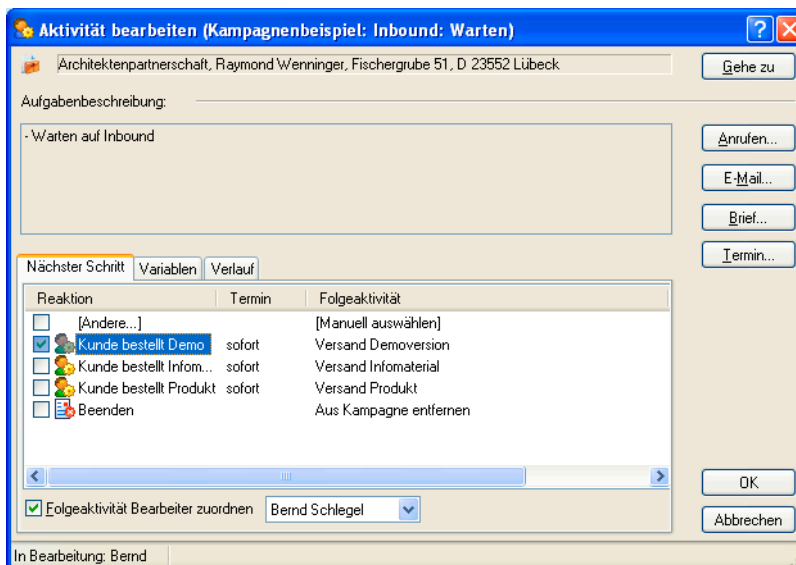 Aktivität bearbeiten (Kampagnenbeispiel: Inbound: Warten)
Architektenpartnerschaft, Raymond Wenninger, Fischergrube 51, D 23552 Lübeck
Gehe zu
Aufgabenbeschreibung:
- Warten auf Inbound
Anrufen...
E-Mail...
Brief...
Termin...
Nächster Schritt Variablen Verlauf
Reaktion Termin Folgeaktivität
[Andere...] [Manuell auswählen]
Kunde bestellt Demo sofort Versand Demoversion
Kunde bestellt Infom... sofort Versand Infomaterial
Kunde bestellt Produkt sofort Versand Produkt
Beenden Aus Kampagne entfernen
Folgeaktivität Bearbeiter zuordnen Bernd Schlegel
OK
Abbrechen
In Bearbeitung: Bernd